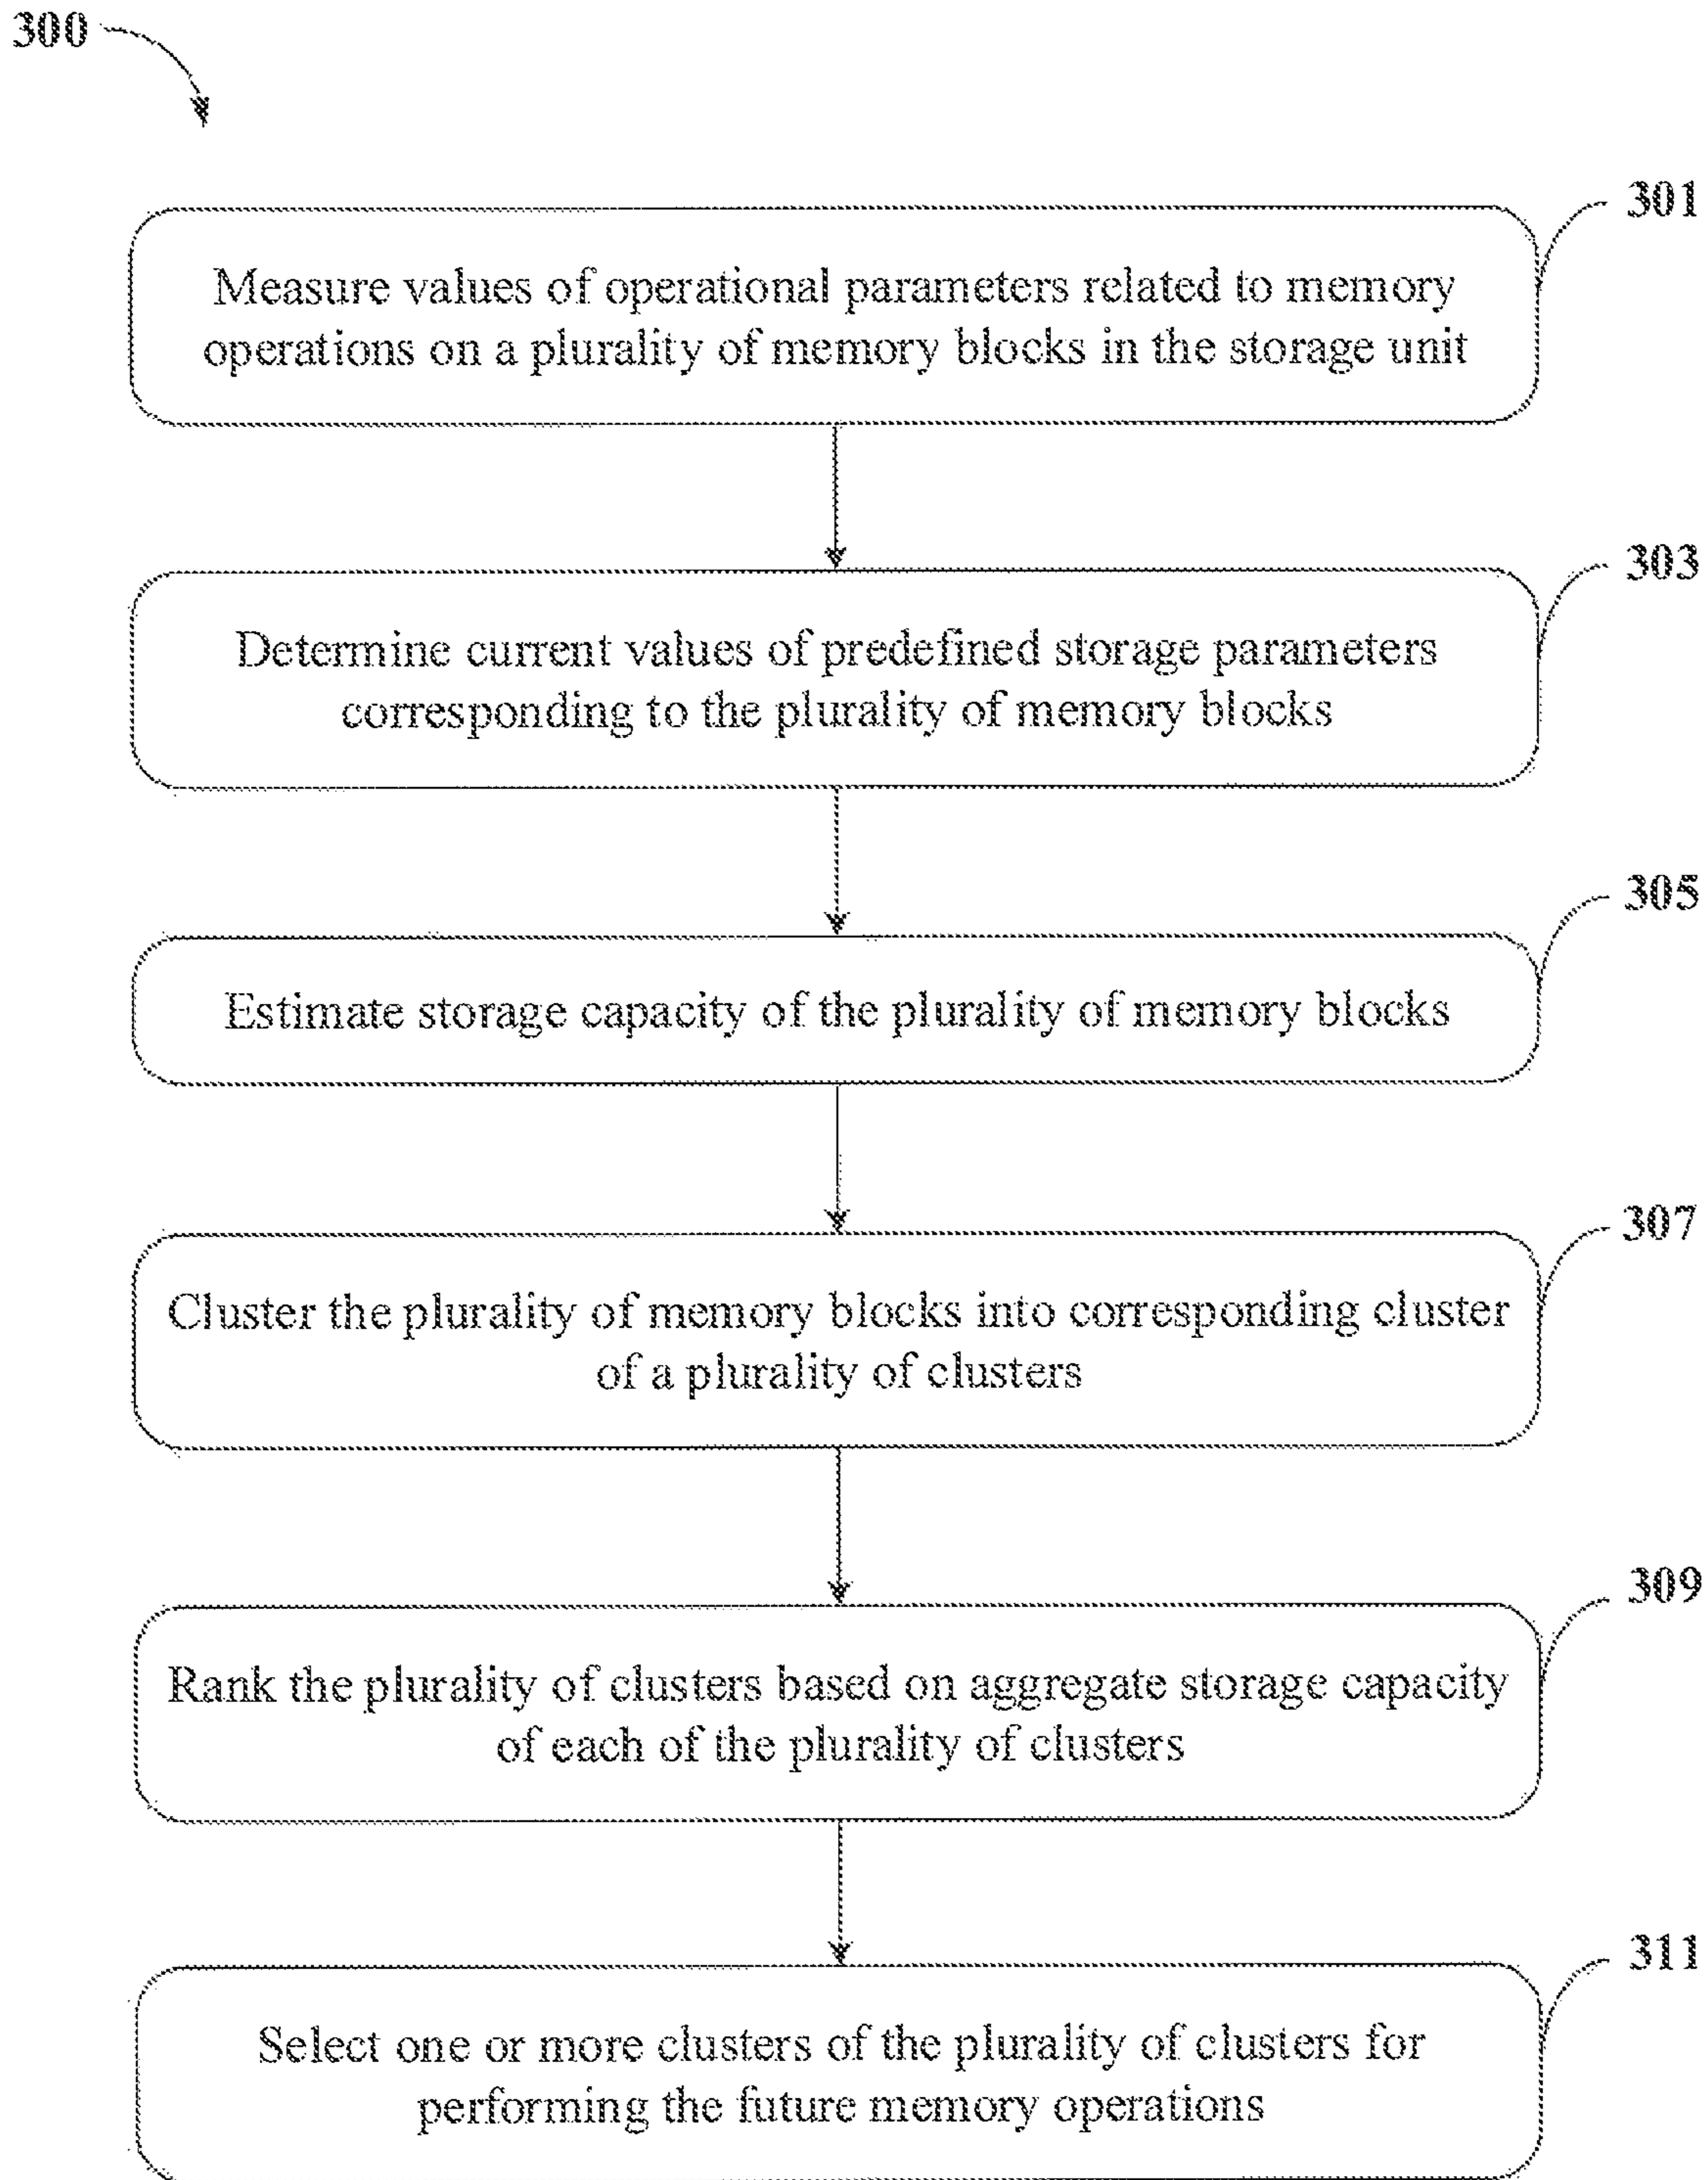 300
301
Measure values of operational parameters related to memory
operations on a plurality of memory blocks in the storage unit
303
Determine current values of predefined storage parameters
corresponding to the plurality of memory blocks
305
Estimate storage capacity of the plurality of memory blocks
307
Cluster the plurality of memory blocks into corresponding cluster
of a plurality of clusters
309
Rank the plurality of clusters based on aggregate storage capacity
of each of the plurality of clusters
311
Select one or more clusters of the plurality of clusters for
performing the future memory operations